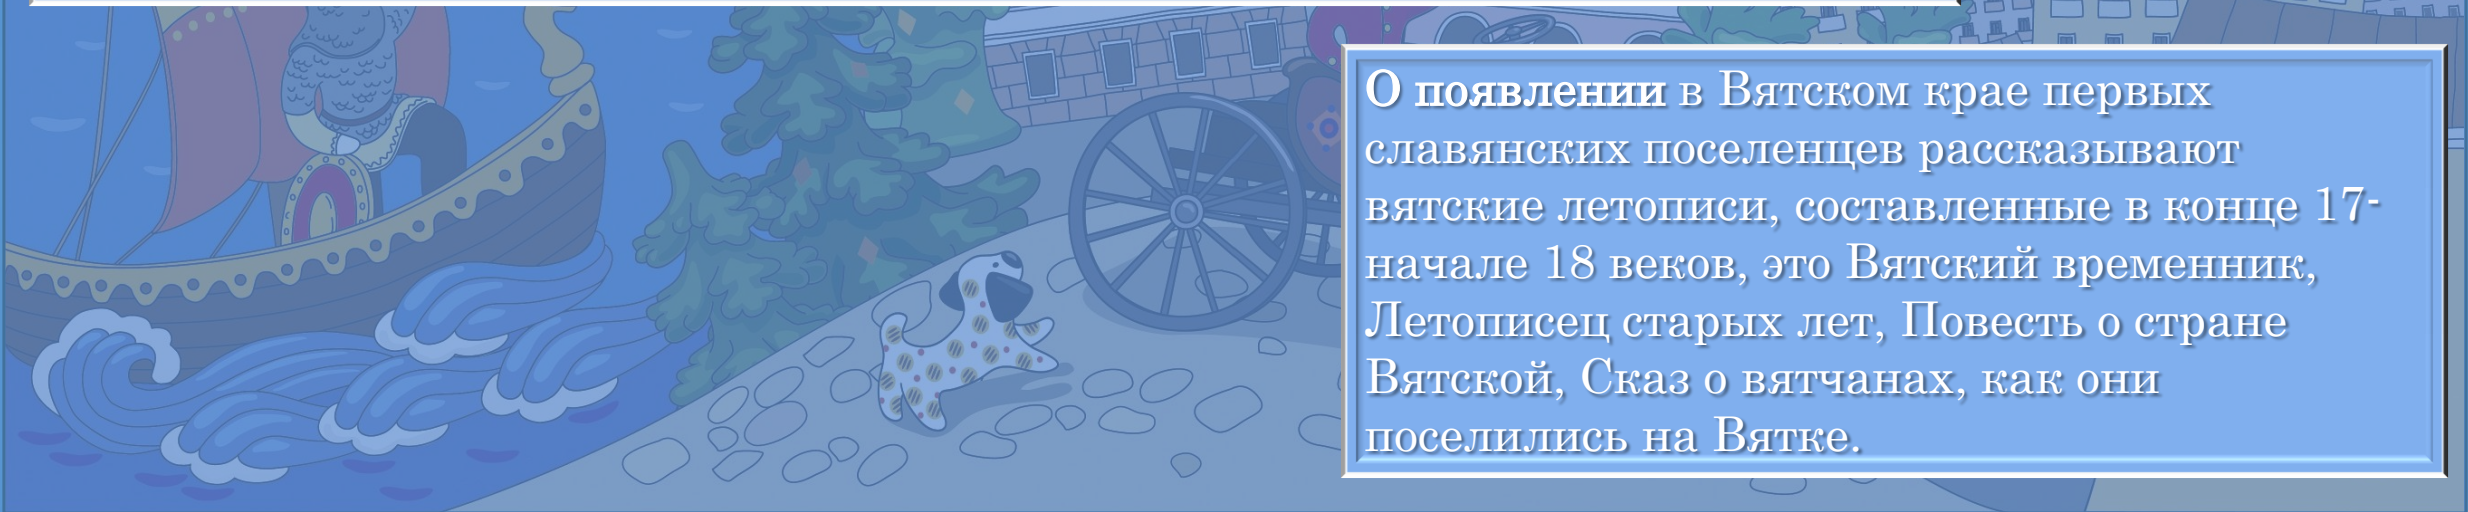 О появлении в Вятском крае первых
славянских поселенцев рассказывают
вятские летописи, составленные в конце 17-
начале 18 веков, это Вятский временник,
Летописец старых лет, Повесть о стране
Вятской, Сказ о вятчанах, как они
поселились на Вятке.